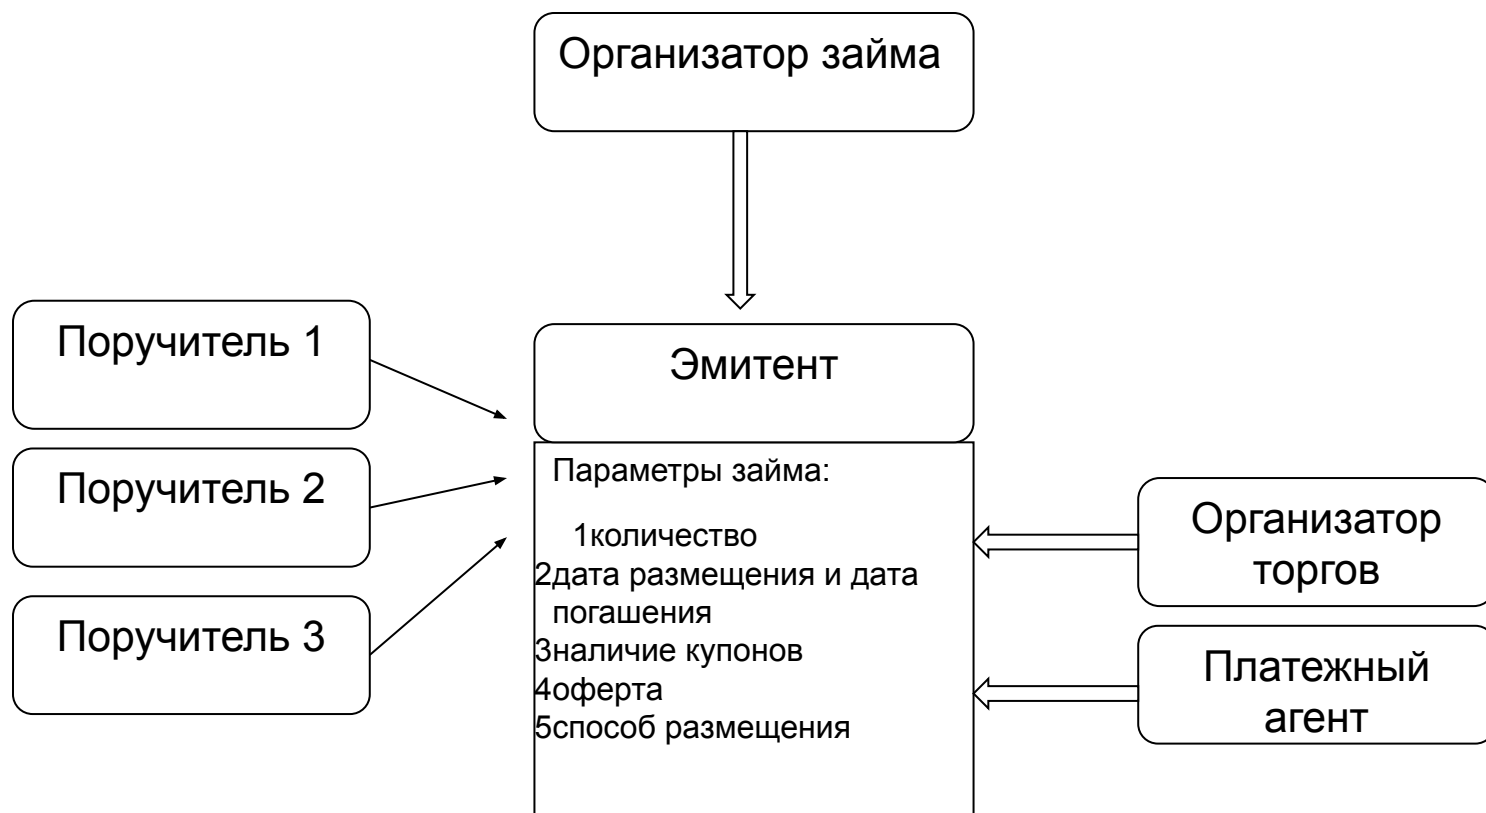 Организатор займа
Поручитель 1
Поручитель 2
Поручитель 3
Эмитент
Параметры займа:
1количество
2дата размещения и дата
погашения
3наличие купонов
4оферта
5способ размещения
Организатор
торгов
Платежный
агент